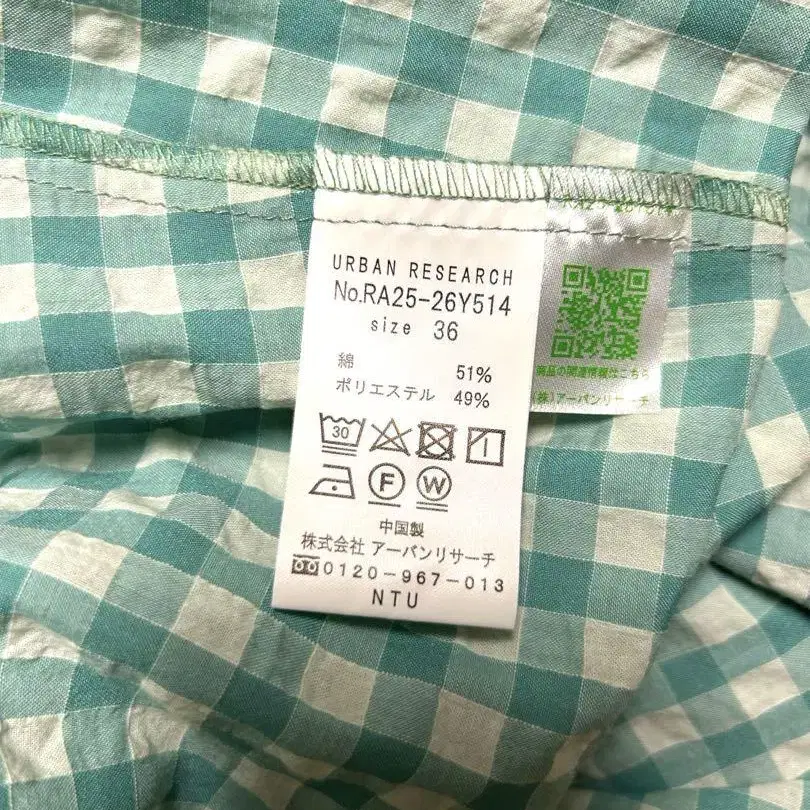 URBAN RESEARCH
No.RA25-26Y514
size 36
綿 51%
ポリエステル 49%
30
F W
中国製
株式会社 アーバンリサーチ
0120-967-013
NTU
商品の関連情報はこちら
(株)アーバンリサーチ